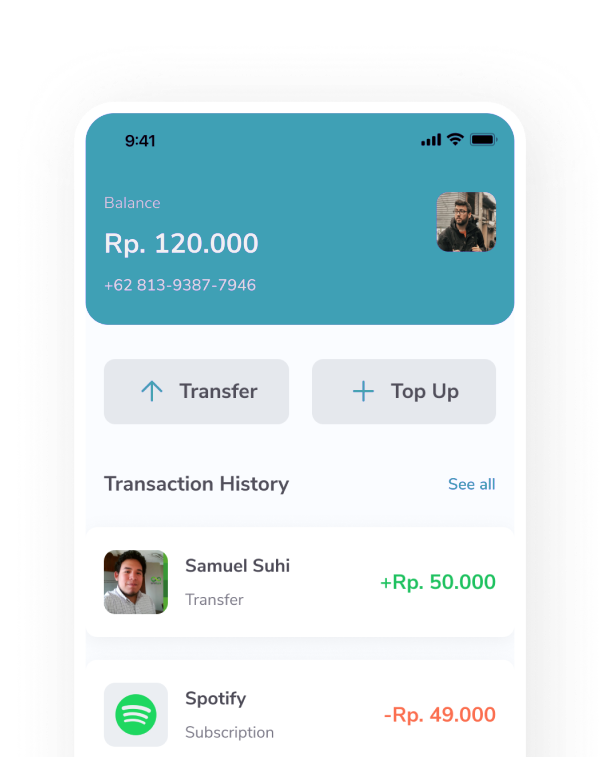 9:41
Balance
Rp. 120.000
+62 813-9387-7946
Transfer
Top Up
Transaction History
See all
Samuel Suhi
+Rp. 50.000
Transfer
Spotify
-Rp. 49.000
Subscription